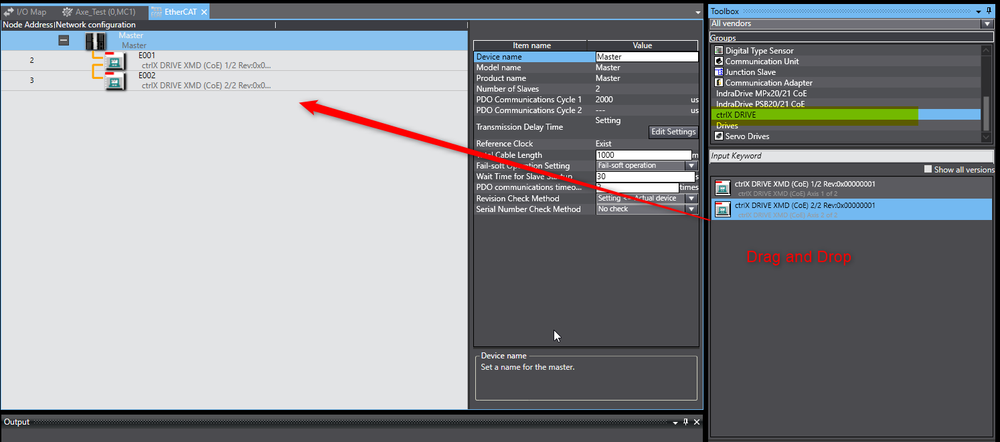 I/O Map
Axe_Test (0,MC1)
EtherCAT
Node Address|Network configuration
Master
Master
2
E001
ctrlX DRIVE XMD (CoE) 1/2 Rev:0x0...
3
E002
ctrlX DRIVE XMD (CoE) 2/2 Rev:0x0...
Item name Value
Device name Master
Model name Master
Product name Master
Number of Slaves 2
PDO Communications Cycle 1 2000 us
PDO Communications Cycle 2 --- us
Transmission Delay Time Setting
Edit Settings
Reference Clock Exist
Total Cable Length 1000 m
Fail-soft Operation Setting Fail-soft operation
Wait Time for Slave Startup 30 s
PDO communications timeo... times
Revision Check Method Setting <= Actual device
Serial Number Check Method No check
Device name
Set a name for the master.
Output
Toolbox
All vendors
Groups
Digital Type Sensor
Communication Unit
Junction Slave
Communication Adapter
IndraDrive MPx20/21 CoE
IndraDrive PSB20/21 CoE
ctrlX DRIVE
Drives
Servo Drives
Input Keyword
Show all versions
ctrlX DRIVE XMD (CoE) 1/2 Rev:0x00000001
ctrlX DRIVE XMD (CoE) Axis 1 of 2
ctrlX DRIVE XMD (CoE) 2/2 Rev:0x00000001
ctrlX DRIVE XMD (CoE) Axis 2 of 2
Drag and Drop